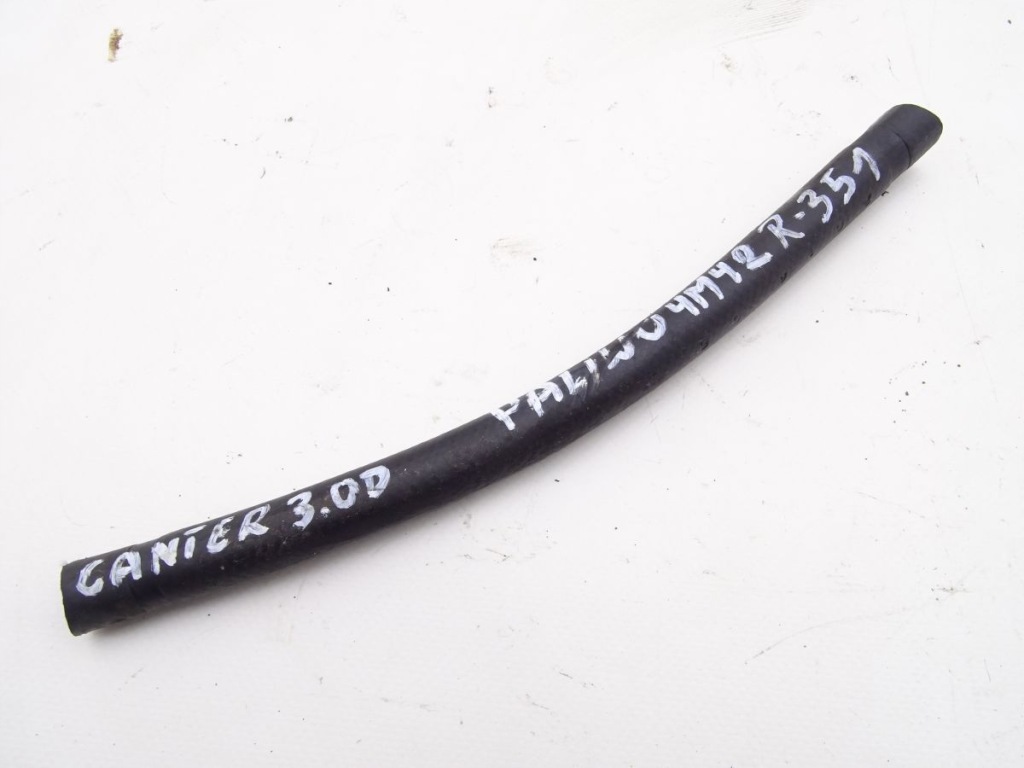 CANTER 3.0D PALIWO 4M42 R-351